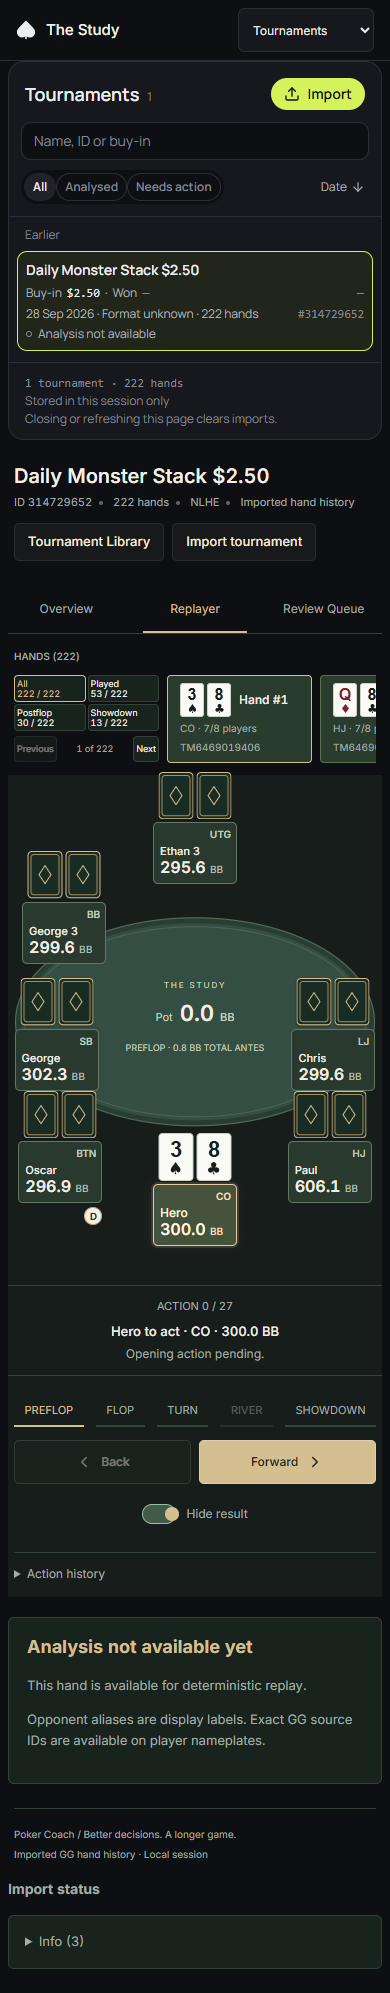 The Study
Tournaments
Tournaments 1
Import
Name, ID or buy-in
All Analysed Needs action Date ↓
Earlier
Daily Monster Stack $2.50
Buy-in $2.50 · Won —
—
28 Sep 2026 · Format unknown · 222 hands #314729652
Analysis not available
1 tournament · 222 hands
Stored in this session only
Closing or refreshing this page clears imports.
Daily Monster Stack $2.50
ID 314729652 • 222 hands • NLHE • Imported hand history
Tournament Library Import tournament
Overview Replayer Review Queue
HANDS (222)
All
222 / 222
Played
53 / 222
Postflop
30 / 222
Showdown
13 / 222
Previous 1 of 222 Next
3♠ 8♣ Hand #1
CO · 7/8 players
TM6469019406
Q♦ 8
HJ · 7/8 p
TM6469
UTG
Ethan 3
295.6 BB
BB
George 3
299.6 BB
THE STUDY
Pot 0.0 BB
PREFLOP · 0.8 BB TOTAL ANTES
SB
George
302.3 BB
LJ
Chris
299.6 BB
BTN
Oscar
296.9 BB
D
3♠ 8♣
CO
Hero
300.0 BB
HJ
Paul
606.1 BB
ACTION 0 / 27
Hero to act · CO · 300.0 BB
Opening action pending.
PREFLOP FLOP TURN RIVER SHOWDOWN
Back Forward
Hide result
Action history
Analysis not available yet
This hand is available for deterministic replay.
Opponent aliases are display labels. Exact GG source
IDs are available on player nameplates.
Poker Coach / Better decisions. A longer game.
Imported GG hand history · Local session
Import status
Info (3)